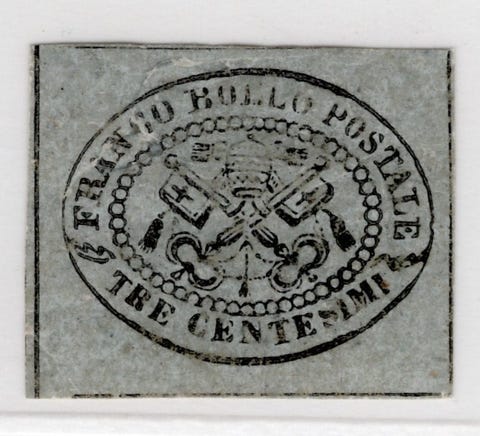 FRANCO BOLLO POSTALE
TRE CENTESIMI